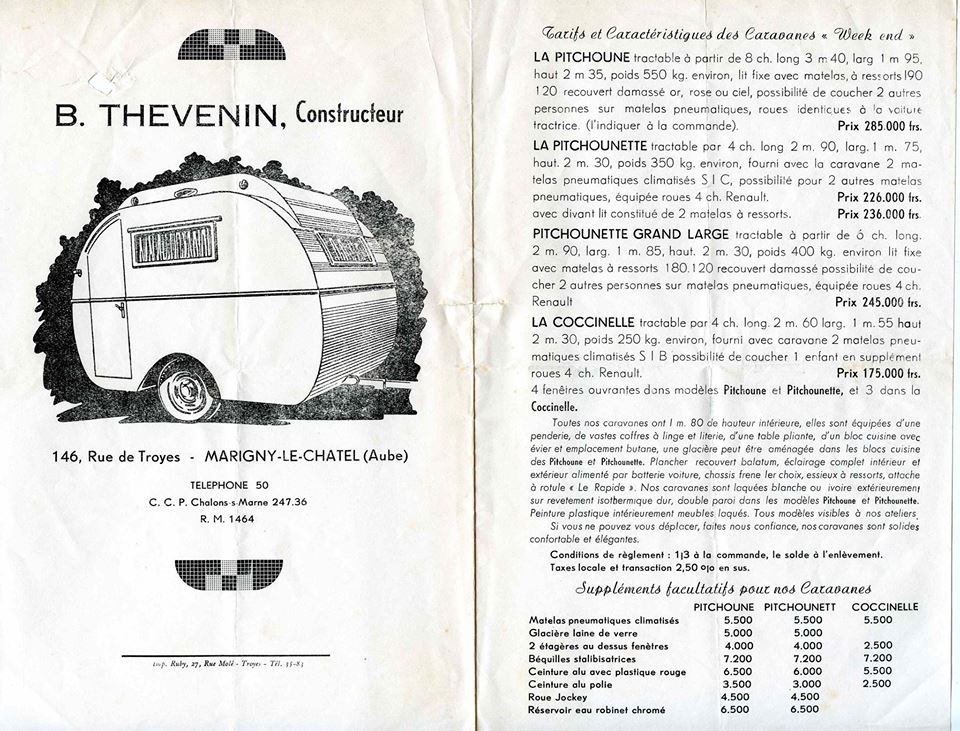 B. THEVENIN, Constructeur
146, Rue de Troyes - MARIGNY-LE-CHATEL (Aube)
TELEPHONE 50
C. C. P. Chalons-s-Marne 247.36
R. M. 1464
Imp. Ruby, 27, Rue Molé - Troyes - Tél. 35-83
Tarifs et Caractéristiques des Caravanes « Week end »
LA PITCHOUNE tractable à partir de 8 ch. long 3 m 40, larg 1 m 95,
haut 2 m 35, poids 550 kg. environ, lit fixe avec matelas, à ressorts 190
120 recouvert damassé or, rose ou ciel, possibilité de coucher 2 autres
personnes sur matelas pneumatiques, roues identiques à la voiture
tractrice. (l'indiquer à la commande). Prix 285.000 frs.
LA PITCHOUNETTE tractable par 4 ch. long 2 m. 90, larg. 1 m. 75,
haut. 2 m. 30, poids 350 kg. environ, fourni avec la caravane 2 ma-
telas pneumatiques climatisés S I C, possibilité pour 2 autres matelas
pneumatiques, équipée roues 4 ch. Renault. Prix 226.000 frs.
avec divant lit constitué de 2 matelas à ressorts. Prix 236.000 frs.
PITCHOUNETTE GRAND LARGE tractable à partir de 6 ch. long.
2 m. 90, larg. 1 m. 85, haut. 2 m. 30, poids 400 kg. environ lit fixe
avec matelas à ressorts 180.120 recouvert damassé possibilité de cou-
cher 2 autres personnes sur matelas pneumatiques, équipée roues 4 ch.
Renault Prix 245.000 frs.
LA COCCINELLE tractable par 4 ch. long. 2 m. 60 larg. 1 m. 55 haut
2 m. 30, poids 250 kg. environ, fourni avec caravane 2 matelas pneu-
matiques climatisés S I B possibilité de coucher 1 enfant en supplément
roues 4 ch. Renault. Prix 175.000 frs.
4 fenêtres ouvrantes dans modèles Pitchoune et Pitchounette, et 3 dans la
Coccinelle.
Toutes nos caravanes ont 1 m. 80 de hauteur intérieure, elles sont équipées d'une
penderie, de vastes coffres à linge et literie, d'une table pliante, d'un bloc cuisine avec
évier et emplacement butane, une glacière peut être aménagée dans les blocs cuisine
des Pitchoune et Pitchounette. Plancher recouvert balatum, éclairage complet intérieur et
extérieur alimenté par batterie voiture, chassis frene 1er choix, essieux à ressorts, attache
à rotule « Le Rapide ». Nos caravanes sont laquées blanche ou ivoire extérieurement
sur revetement isothermique dur, double paroi dans les modèles Pitchoune et Pitchounette.
Peinture plastique intérieurement meubles laqués. Tous modèles visibles à nos ateliers
Si vous ne pouvez vous déplacer, faites nous confiance, nos caravanes sont solides
confortable et élégantes.
Conditions de règlement : 1|3 à la commande, le solde à l'enlèvement.
Taxes locale et transaction 2,50 o|o en sus.
Suppléments facultatifs pour nos Caravanes
PITCHOUNE PITCHOUNETT COCCINELLE
Matelas pneumatiques climatisés 5.500 5.500 5.500
Glacière laine de verre 5.000 5.000
2 étagères au dessus fenêtres 4.000 4.000 2.500
Béquilles stalibisatrices 7.200 7.200 7.200
Ceinture alu avec plastique rouge 6.500 6.000 5.500
Ceinture alu polie 3.500 3.000 2.500
Roue Jockey 4.500 4.500
Réservoir eau robinet chromé 6.500 6.500